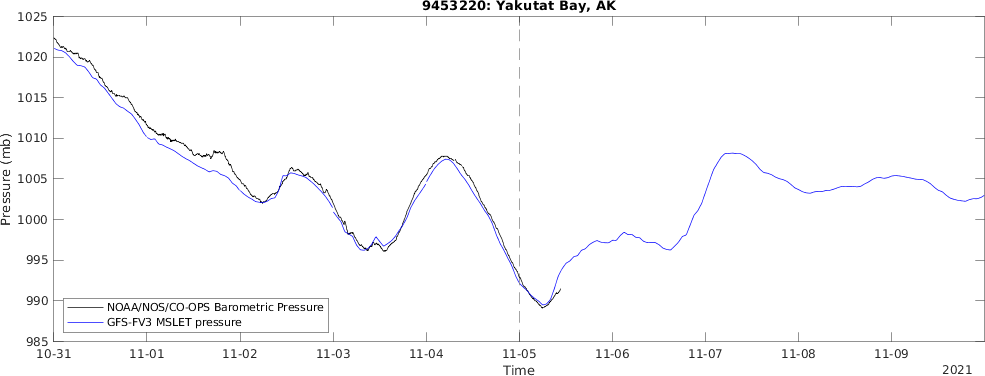 9453220: Yakutat Bay, AK
Pressure (mb)
1025
1020
1015
1010
1005
1000
995
990
985
NOAA/NOS/CO-OPS Barometric Pressure
GFS-FV3 MSLET pressure
10-31 11-01 11-02 11-03 11-04 11-05 11-06 11-07 11-08 11-09
Time
2021